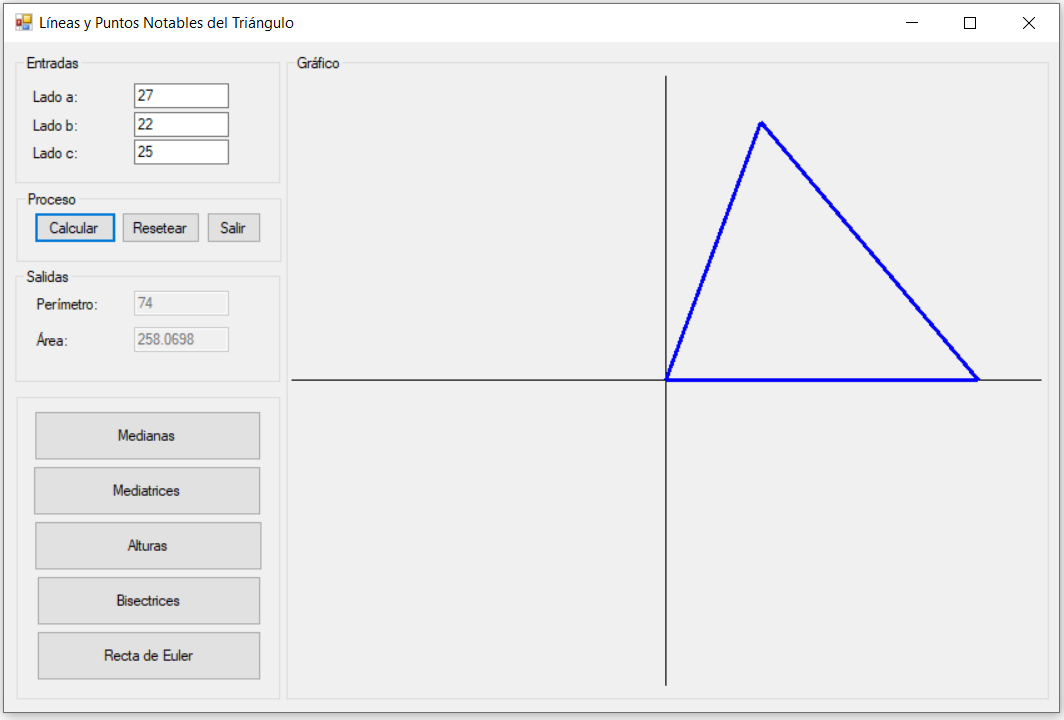 Líneas y Puntos Notables del Triángulo
Entradas
Lado a: 27
Lado b: 22
Lado c: 25
Proceso
Calcular Resetear Salir
Salidas
Perímetro: 74
Área: 258.0698
Medianas
Mediatrices
Alturas
Bisectrices
Recta de Euler
Gráfico